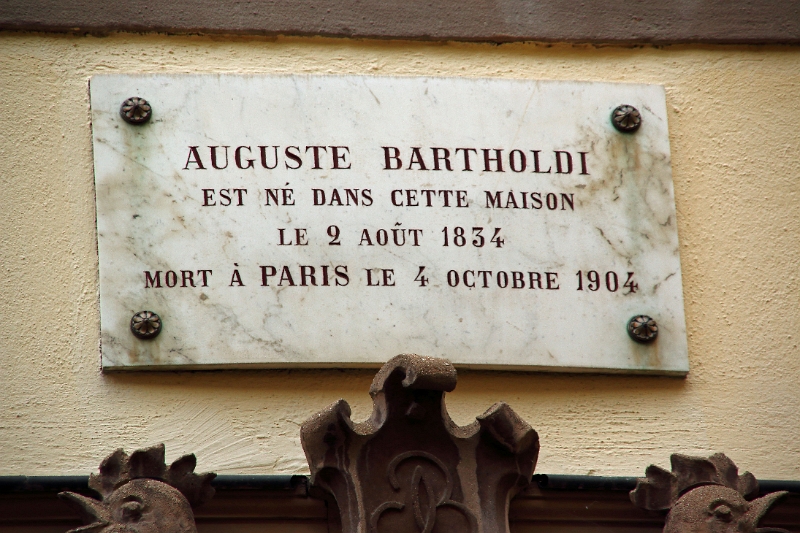 AUGUSTE BARTHOLDI
EST NÉ DANS CETTE MAISON
LE 2 AOÛT 1834
MORT À PARIS LE 4 OCTOBRE 1904